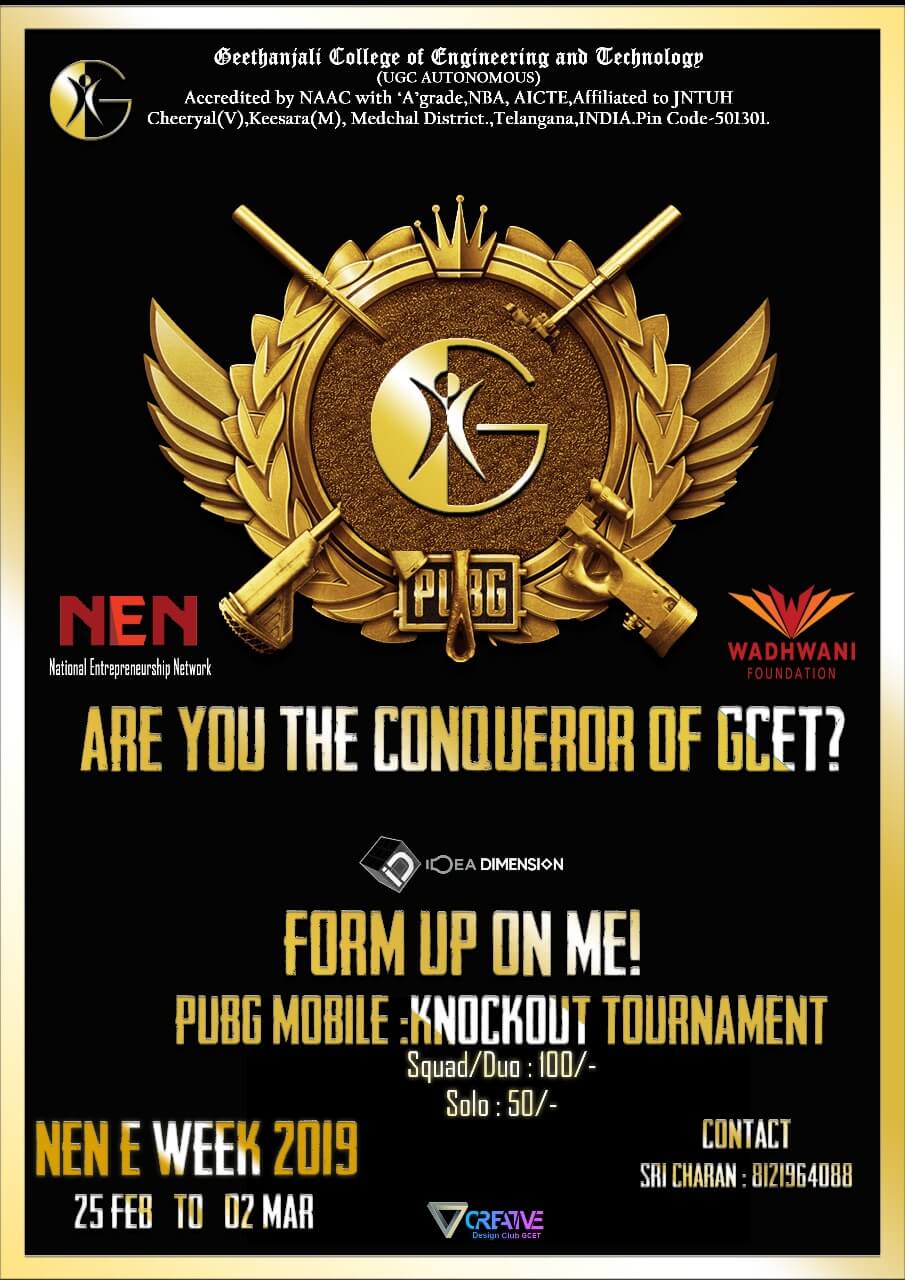 Geethanjali College of Engineering and Technology
(UGC AUTONOMOUS)
Accredited by NAAC with ‘A’grade,NBA, AICTE,Affiliated to JNTUH
Cheeryal(V),Keesara(M), Medchal District.,Telangana,INDIA.Pin Code-501301.
G
G
PUBG
NEN
National Entrepreneurship Network
WADHWANI
FOUNDATION
ARE YOU THE CONQUEROR OF GCET?
in IDEA DIMENSION
FORM UP ON ME!
PUBG MOBILE :KNOCKOUT TOURNAMENT
Squad/Duo : 100/-
Solo : 50/-
NEN E WEEK 2019
25 FEB TO 02 MAR
CONTACT
SRI CHARAN : 8121964088
CREATIVE
Design Club GCET